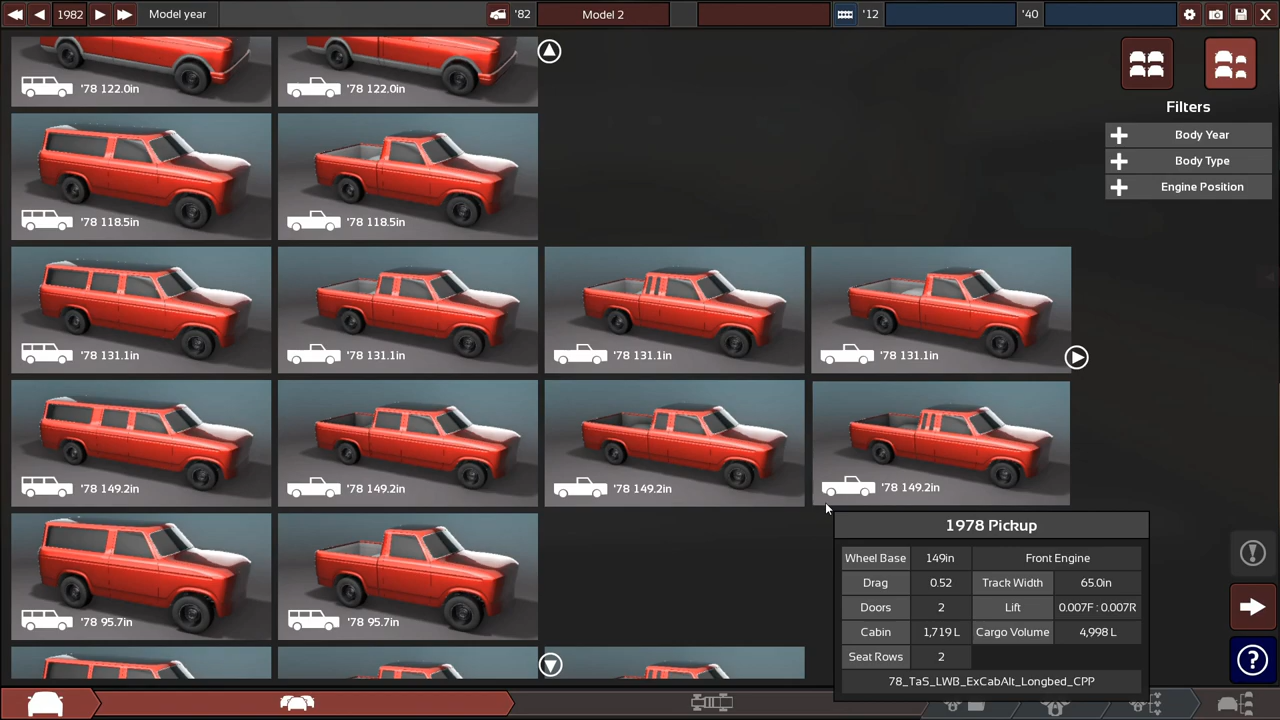 1982 Model year '82 Model 2 '12 '40
'78 122.0in '78 122.0in
Filters
Body Year
Body Type
Engine Position
'78 118.5in '78 118.5in
'78 131.1in '78 131.1in '78 131.1in '78 131.1in
'78 149.2in '78 149.2in '78 149.2in '78 149.2in
1978 Pickup
Wheel Base 149in Front Engine
Drag 0.52 Track Width 65.0in
Doors 2 Lift 0.007F : 0.007R
Cabin 1,719 L Cargo Volume 4,998 L
Seat Rows 2
78_TaS_LWB_ExCabAlt_Longbed_CPP
'78 95.7in '78 95.7in